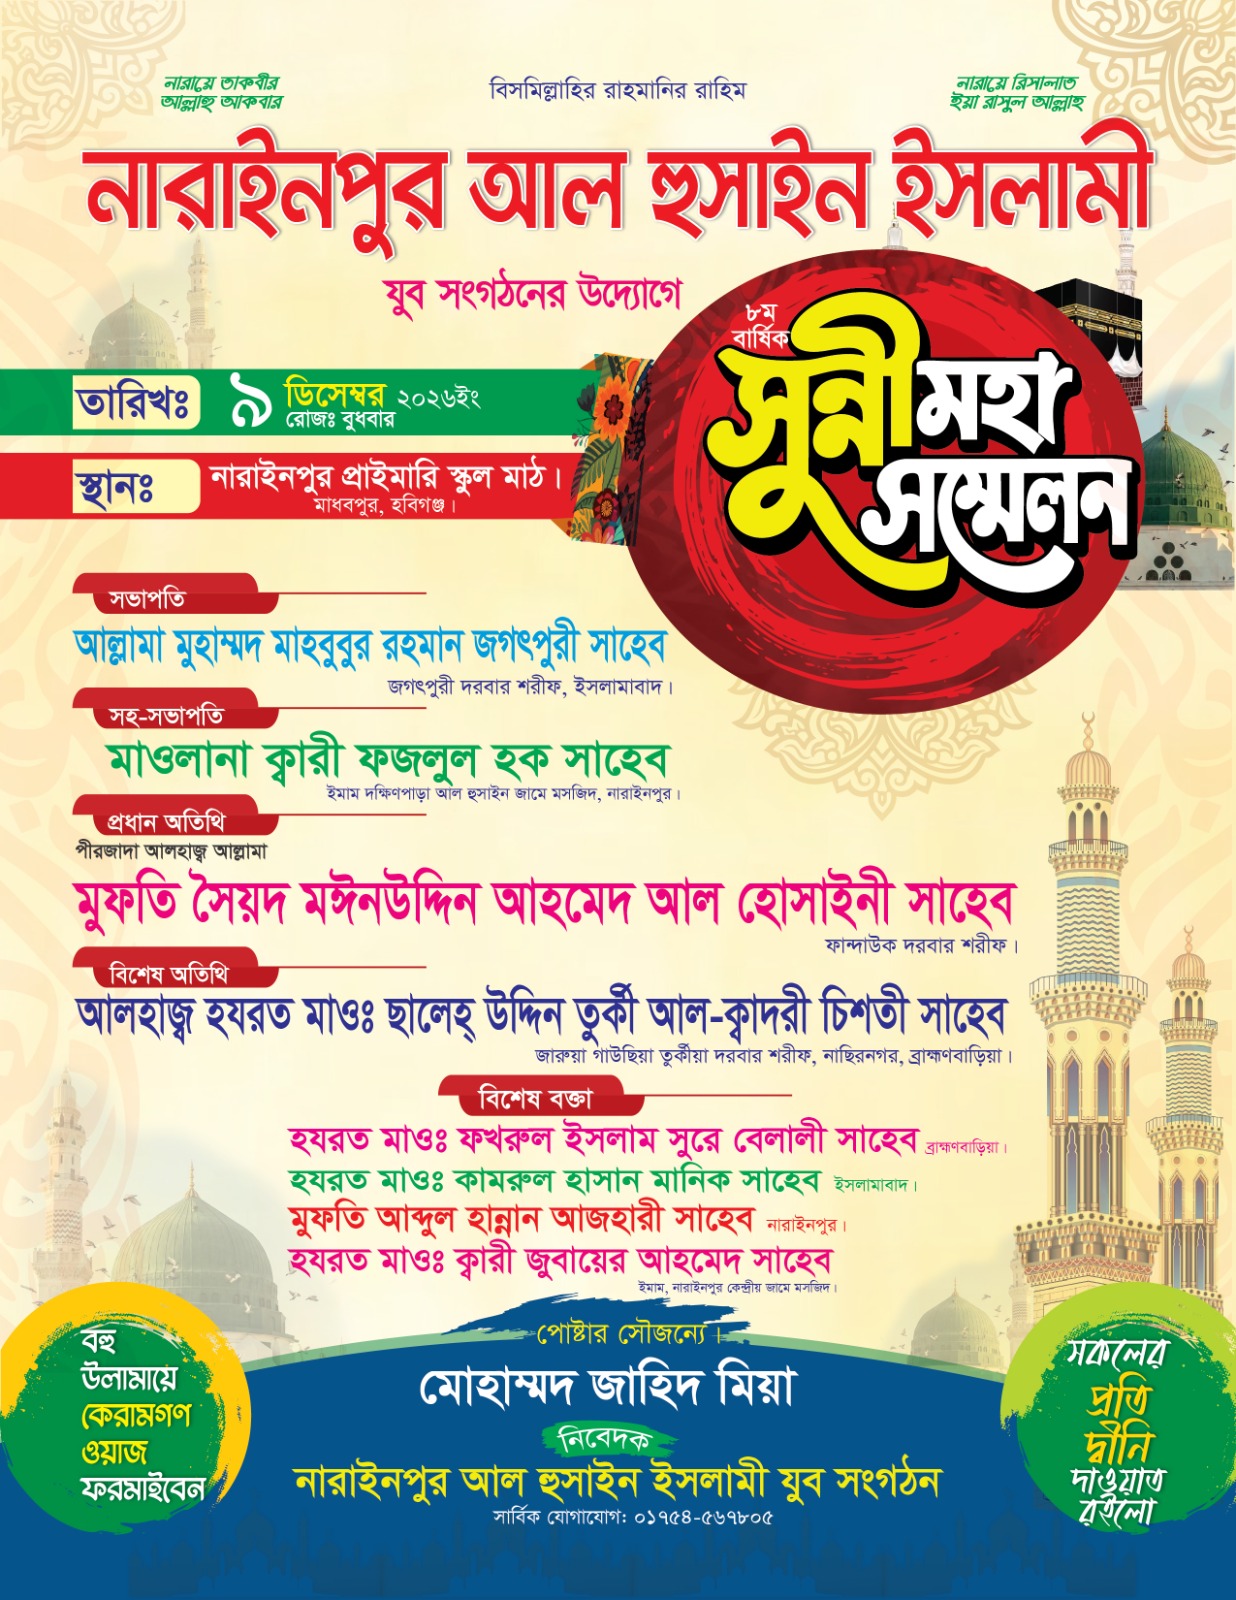 নারায়ে তাকবীর
আল্লাহু আকবার
বিসমিল্লাহির রাহমানির রাহিম
নারায়ে রিসালাত
ইয়া রাসুল আল্লাহ
নারাইনপুর আল হুসাইন ইসলামী
যুব সংগঠনের উদ্যোগে
৮ম
বার্ষিক
সুন্নী মহা
সম্মেলন
তারিখঃ ৯ ডিসেম্বর ২০২৬ইং
রোজঃ বুধবার
স্থানঃ নারাইনপুর প্রাইমারি স্কুল মাঠ।
মাধবপুর, হবিগঞ্জ।
সভাপতি
আল্লামা মুহাম্মদ মাহবুবুর রহমান জগৎপুরী সাহেব
জগৎপুরী দরবার শরীফ, ইসলামাবাদ।
সহ-সভাপতি
মাওলানা ক্বারী ফজলুল হক সাহেব
ইমাম দক্ষিণপাড়া আল হুসাইন জামে মসজিদ, নারাইনপুর।
প্রধান অতিথি
পীরজাদা আলহাজ্ব আল্লামা
মুফতি সৈয়দ মঈনউদ্দিন আহমেদ আল হোসাইনী সাহেব
ফান্দাউক দরবার শরীফ।
বিশেষ অতিথি
আলহাজ্ব হযরত মাওঃ ছালেহ্ উদ্দিন তুর্কী আল-ক্বাদরী চিশতী সাহেব
জারুয়া গাউছিয়া তুর্কীয়া দরবার শরীফ, নাছিরনগর, ব্রাহ্মণবাড়িয়া।
বিশেষ বক্তা
হযরত মাওঃ ফখরুল ইসলাম সুরে বেলালী সাহেব ব্রাহ্মণবাড়িয়া।
হযরত মাওঃ কামরুল হাসান মানিক সাহেব ইসলামাবাদ।
মুফতি আব্দুল হান্নান আজহারী সাহেব নারাইনপুর।
হযরত মাওঃ ক্বারী জুবায়ের আহমেদ সাহেব
ইমাম, নারাইনপুর কেন্দ্রীয় জামে মসজিদ।
বহু
উলামায়ে
কেরামগণ
ওয়াজ
ফরমাইবেন
পোষ্টার সৌজন্যে।
মোহাম্মদ জাহিদ মিয়া
নিবেদক
নারাইনপুর আল হুসাইন ইসলামী যুব সংগঠন
সার্বিক যোগাযোগ: ০১৭৫৪-৫৬৭৮০৫
সকলের
প্রতি
দ্বীনি
দাওয়াত
রইলো